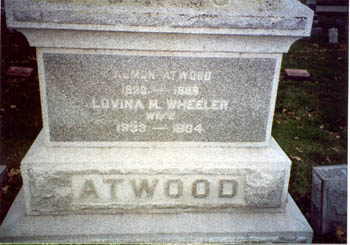 ALMON ATWOOD
LOVINA M. WHEELER
WIFE
1833 — 1904
ATWOOD